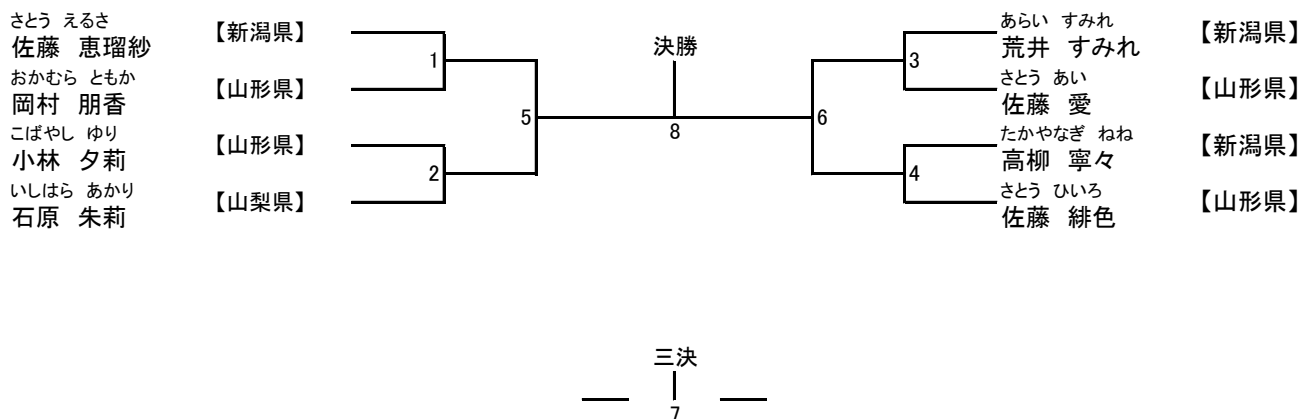 さとう えるさ
佐藤 恵瑠紗 【新潟県】
おかむら ともか
岡村 朋香 【山形県】
こばやし ゆり
小林 夕莉 【山形県】
いしはら あかり
石原 朱莉 【山梨県】
1
2
5
決勝
8
6
3
4
あらい すみれ
荒井 すみれ 【新潟県】
さとう あい
佐藤 愛 【山形県】
たかやなぎ ねね
高柳 寧々 【新潟県】
さとう ひいろ
佐藤 緋色 【山形県】
三決
7